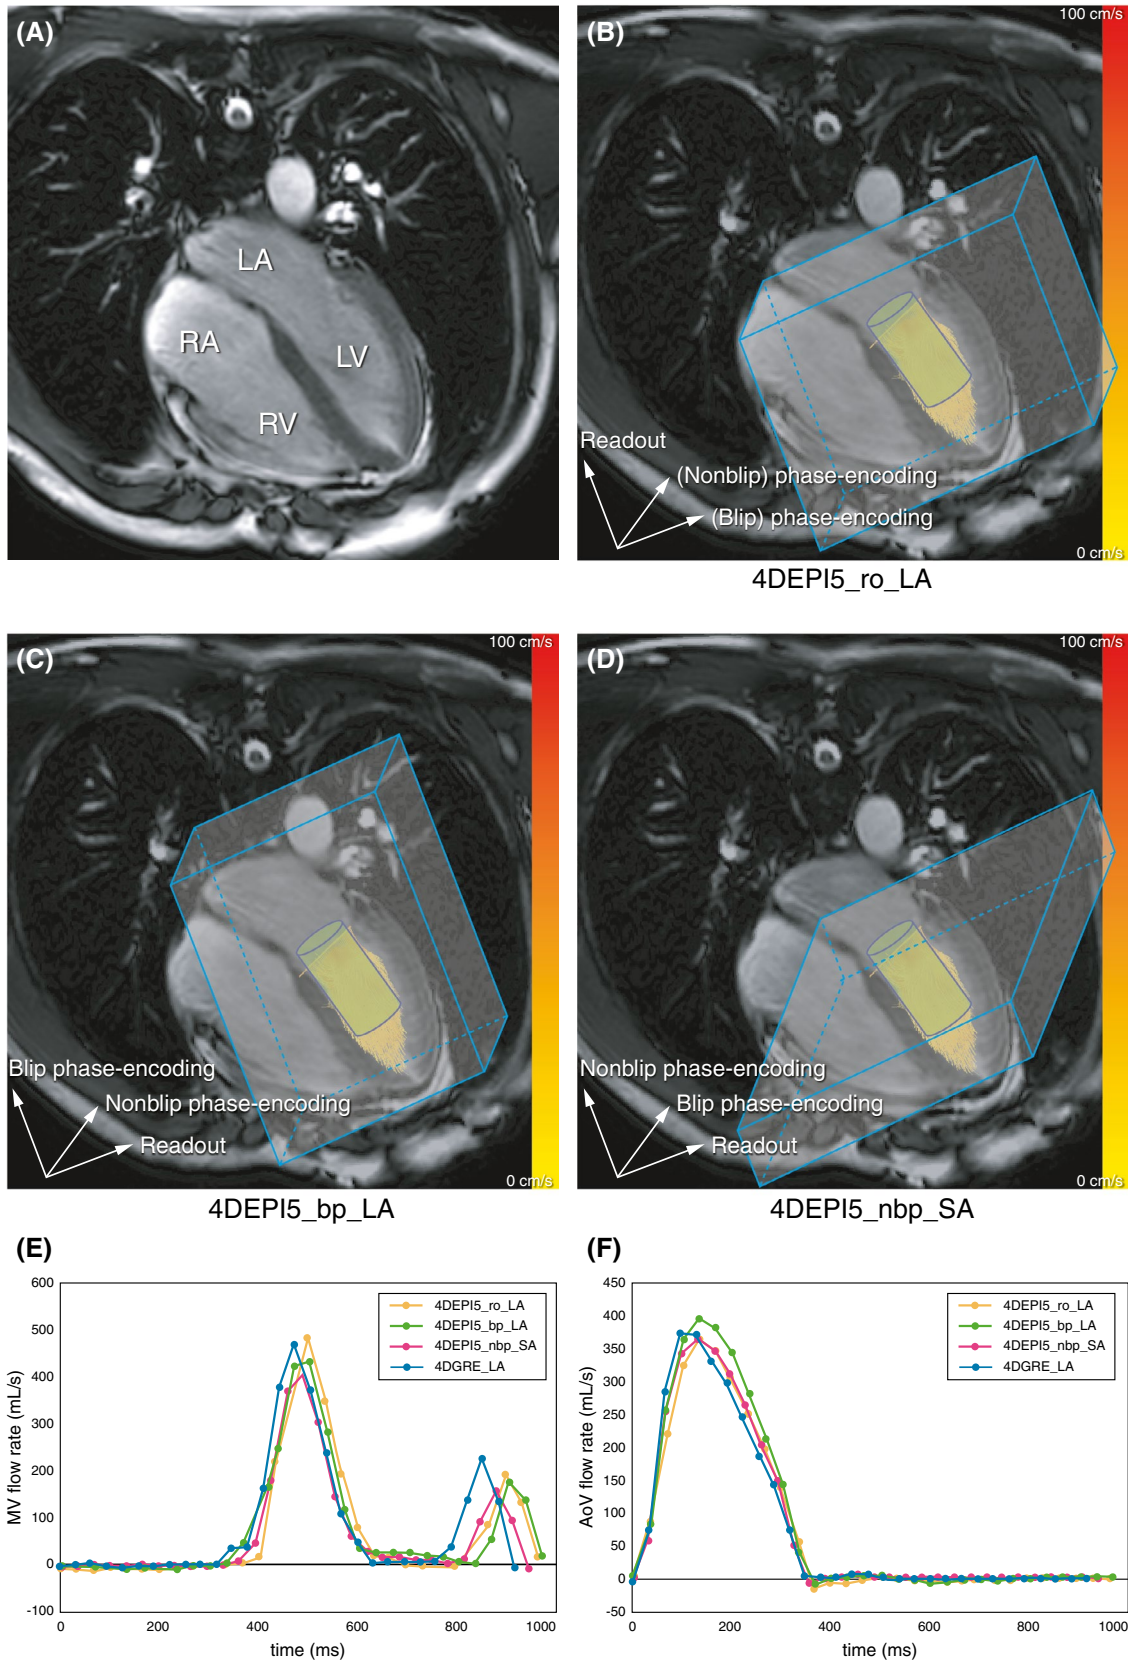 (A)
LA
RA
LV
RV
(B)
100 cm/s
Readout
(Nonblip) phase-encoding
(Blip) phase-encoding
0 cm/s
4DEPI5_ro_LA
(C)
100 cm/s
Blip phase-encoding
Nonblip phase-encoding
Readout
0 cm/s
4DEPI5_bp_LA
(D)
100 cm/s
Nonblip phase-encoding
Blip phase-encoding
Readout
0 cm/s
4DEPI5_nbp_SA
(E)
MV flow rate (mL/s)
600
500
400
300
200
100
0
-100
4DEPI5_ro_LA
4DEPI5_bp_LA
4DEPI5_nbp_SA
4DGRE_LA
0 200 400 600 800 1000
time (ms)
(F)
AoV flow rate (mL/s)
450
400
350
300
250
200
150
100
50
0
-50
4DEPI5_ro_LA
4DEPI5_bp_LA
4DEPI5_nbp_SA
4DGRE_LA
0 200 400 600 800 1000
time (ms)